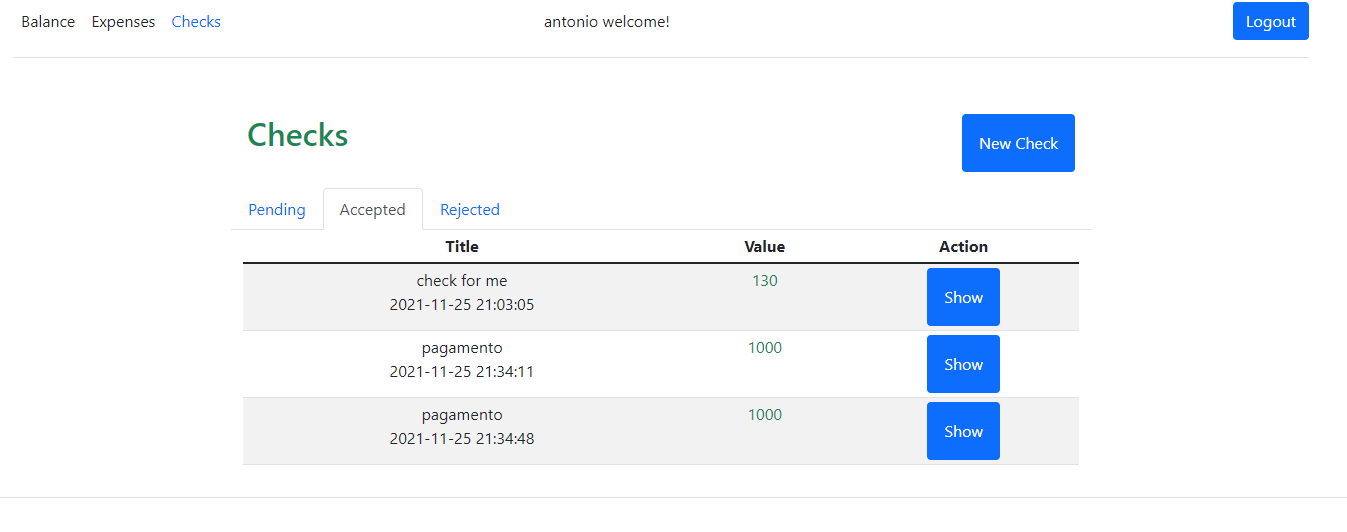 Balance Expenses Checks antonio welcome! Logout
Checks
New Check
Pending Accepted Rejected
Title Value Action
check for me 130
2021-11-25 21:03:05
Show
pagamento 1000
2021-11-25 21:34:11
Show
pagamento 1000
2021-11-25 21:34:48
Show